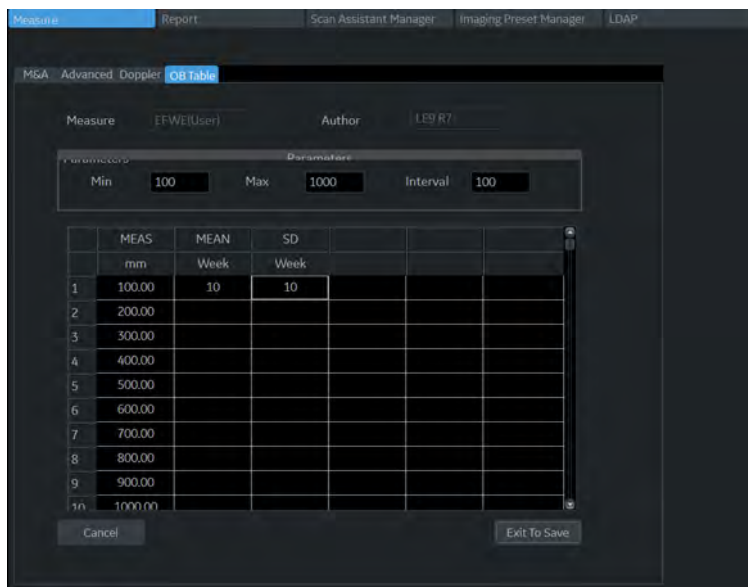 Measure Report Scan Assistant Manager Imaging Preset Manager LDAP
M&A Advanced Doppler OB Table
Measure EFWE(User) Author LE9 R7
Parameters Parameters
Min 100 Max 1000 Interval 100
MEAS MEAN SD
mm Week Week
1 100.00 10 10
2 200.00
3 300.00
4 400.00
5 500.00
6 600.00
7 700.00
8 800.00
9 900.00
10 1000.00
Cancel Exit To Save